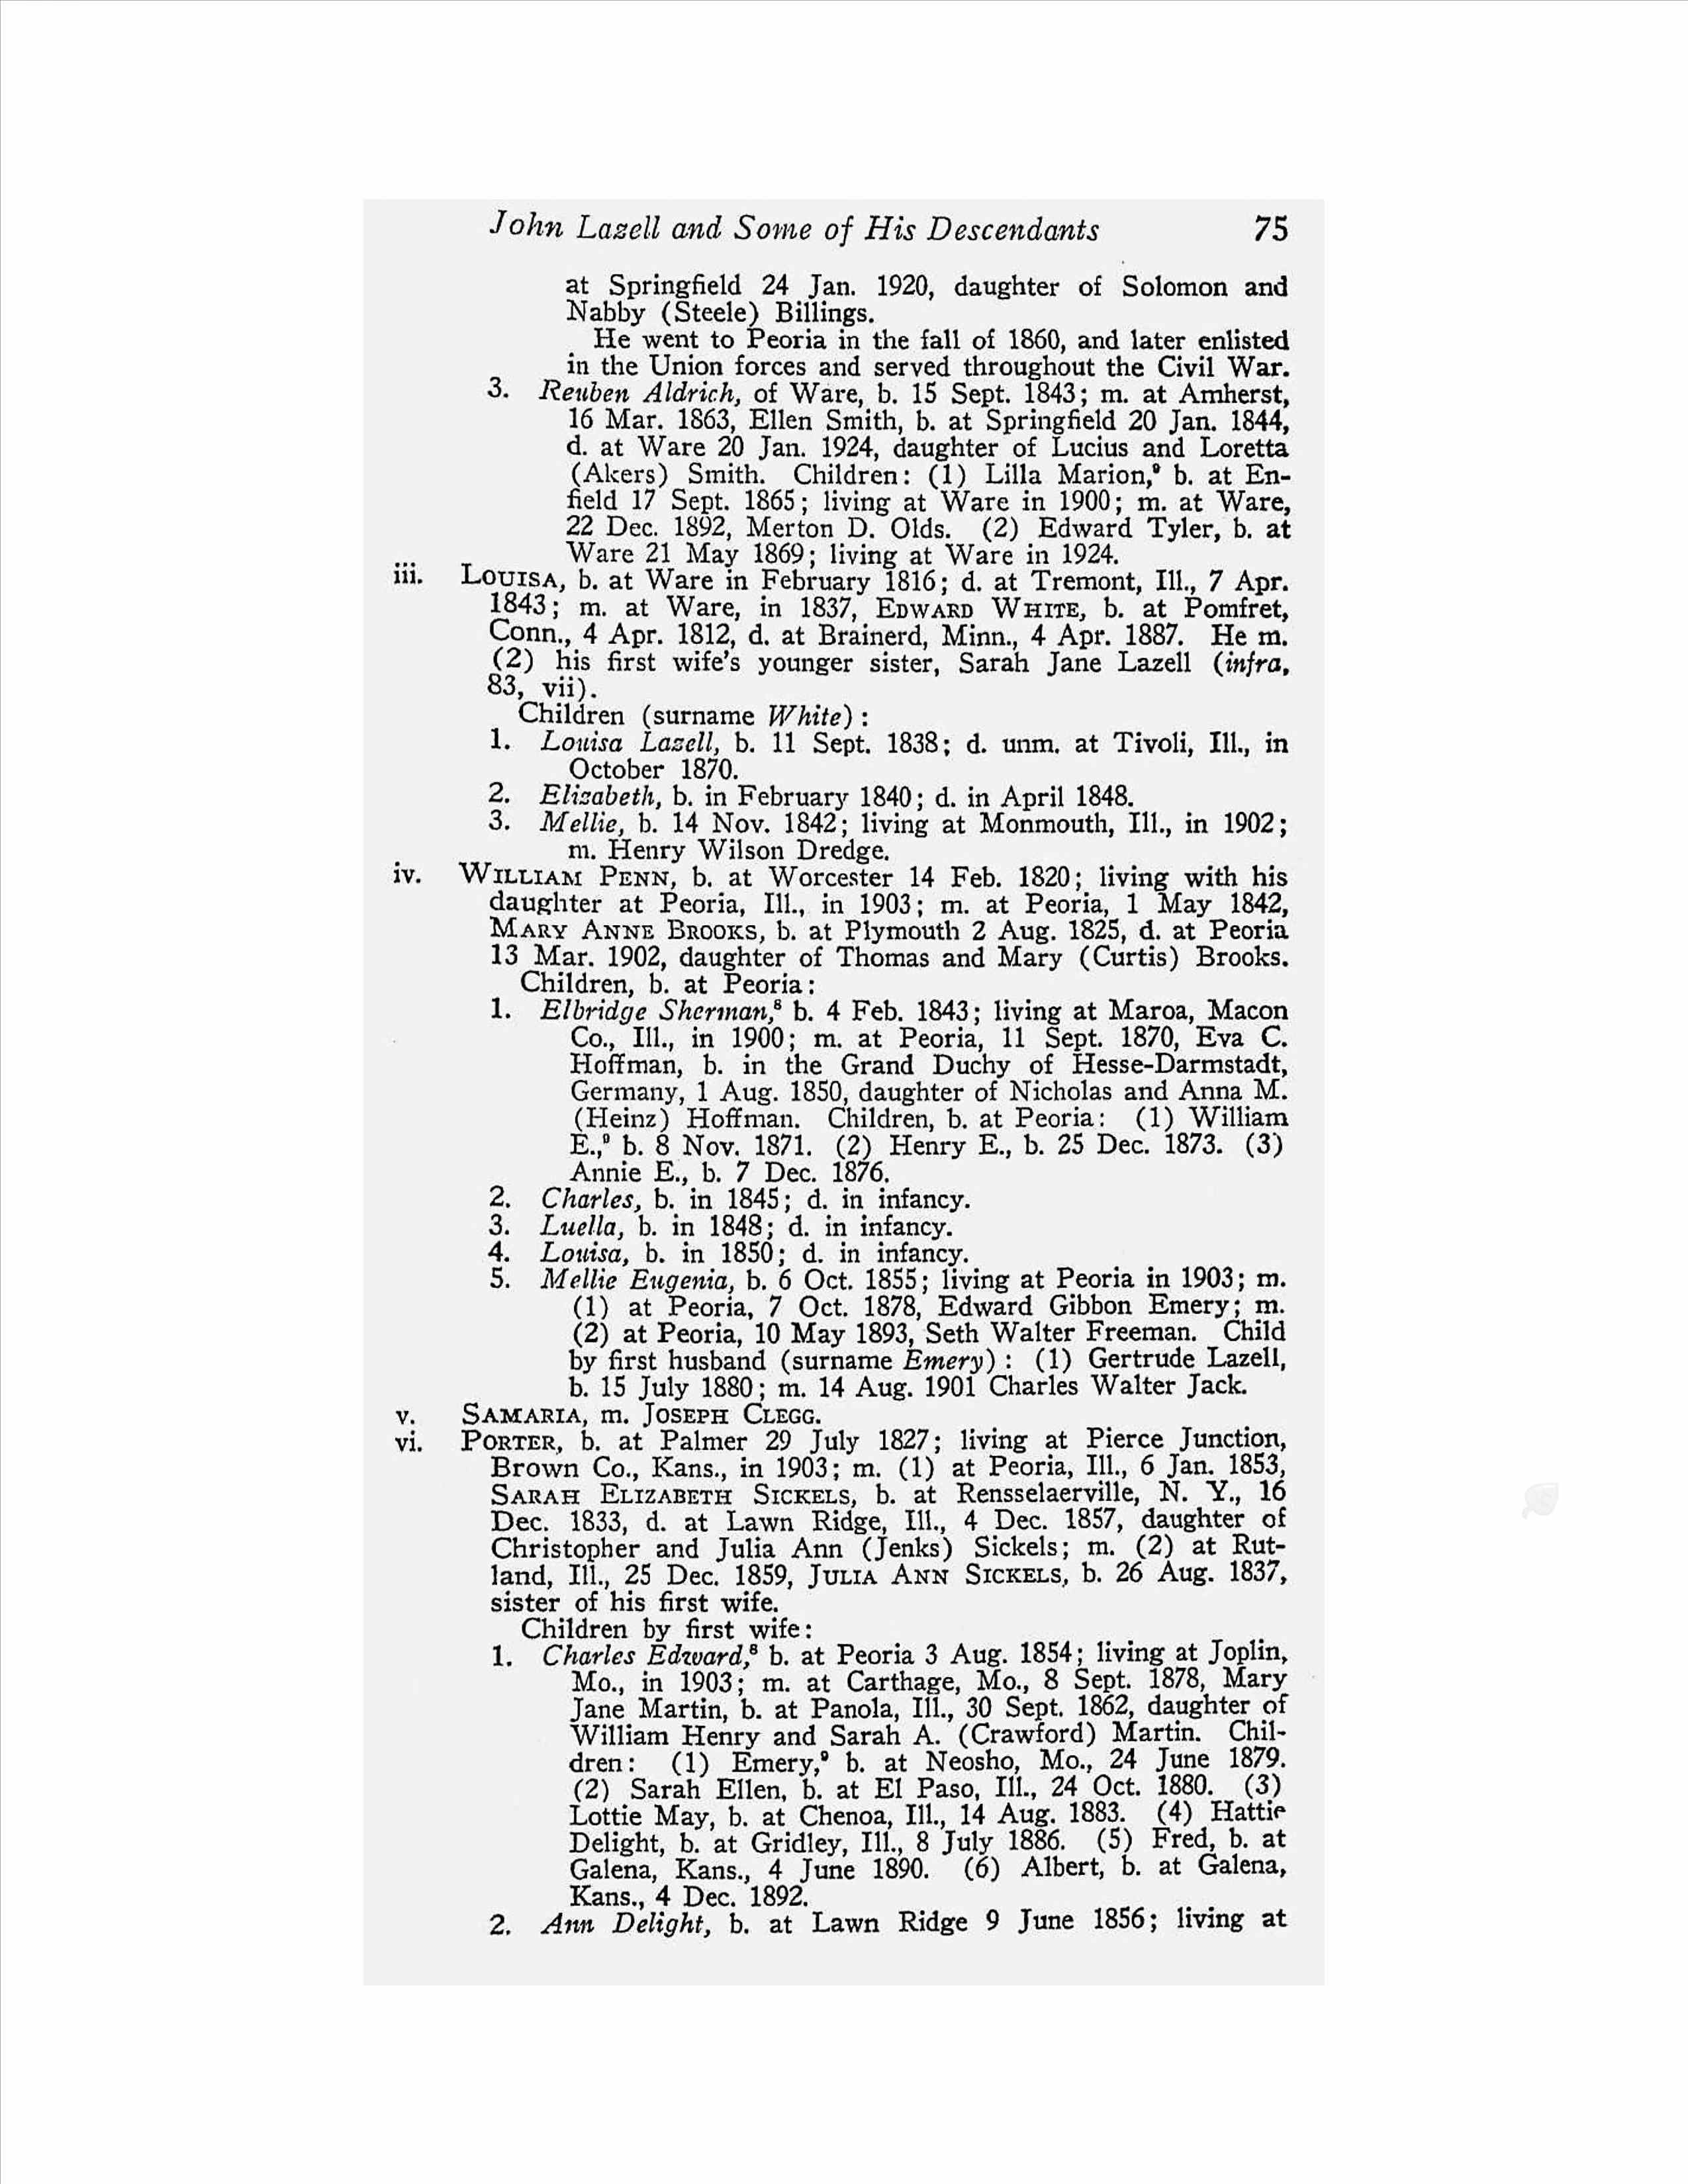 John Lazell and Some of His Descendants 75
at Springfield 24 Jan. 1920, daughter of Solomon and
Nabby (Steele) Billings.
He went to Peoria in the fall of 1860, and later enlisted
in the Union forces and served throughout the Civil War.
3. Reuben Aldrich, of Ware, b. 15 Sept. 1843; m. at Amherst,
16 Mar. 1863, Ellen Smith, b. at Springfield 20 Jan. 1844,
d. at Ware 20 Jan. 1924, daughter of Lucius and Loretta
(Akers) Smith. Children: (1) Lilla Marion,⁹ b. at En-
field 17 Sept. 1865; living at Ware in 1900; m. at Ware,
22 Dec. 1892, Merton D. Olds. (2) Edward Tyler, b. at
Ware 21 May 1869; living at Ware in 1924.
iii. LOUISA, b. at Ware in February 1816; d. at Tremont, Ill., 7 Apr.
1843; m. at Ware, in 1837, EDWARD WHITE, b. at Pomfret,
Conn., 4 Apr. 1812, d. at Brainerd, Minn., 4 Apr. 1887. He m.
(2) his first wife's younger sister, Sarah Jane Lazell (infra,
83, vii).
Children (surname White):
1. Louisa Lazell, b. 11 Sept. 1838; d. unm. at Tivoli, Ill., in
October 1870.
2. Elizabeth, b. in February 1840; d. in April 1848.
3. Mellie, b. 14 Nov. 1842; living at Monmouth, Ill., in 1902;
m. Henry Wilson Dredge.
iv. WILLIAM PENN, b. at Worcester 14 Feb. 1820; living with his
daughter at Peoria, Ill., in 1903; m. at Peoria, 1 May 1842,
MARY ANNE BROOKS, b. at Plymouth 2 Aug. 1825, d. at Peoria
13 Mar. 1902, daughter of Thomas and Mary (Curtis) Brooks.
Children, b. at Peoria:
1. Elbridge Sherman,⁸ b. 4 Feb. 1843; living at Maroa, Macon
Co., Ill., in 1900; m. at Peoria, 11 Sept. 1870, Eva C.
Hoffman, b. in the Grand Duchy of Hesse-Darmstadt,
Germany, 1 Aug. 1850, daughter of Nicholas and Anna M.
(Heinz) Hoffman. Children, b. at Peoria: (1) William
E.,⁹ b. 8 Nov. 1871. (2) Henry E., b. 25 Dec. 1873. (3)
Annie E., b. 7 Dec. 1876.
2. Charles, b. in 1845; d. in infancy.
3. Luella, b. in 1848; d. in infancy.
4. Louisa, b. in 1850; d. in infancy.
5. Mellie Eugenia, b. 6 Oct. 1855; living at Peoria in 1903; m.
(1) at Peoria, 7 Oct. 1878, Edward Gibbon Emery; m.
(2) at Peoria, 10 May 1893, Seth Walter Freeman. Child
by first husband (surname Emery): (1) Gertrude Lazell,
b. 15 July 1880; m. 14 Aug. 1901 Charles Walter Jack.
v. SAMARIA, m. JOSEPH CLEGG.
vi. PORTER, b. at Palmer 29 July 1827; living at Pierce Junction,
Brown Co., Kans., in 1903; m. (1) at Peoria, Ill., 6 Jan. 1853,
SARAH ELIZABETH SICKELS, b. at Rensselaerville, N. Y., 16
Dec. 1833, d. at Lawn Ridge, Ill., 4 Dec. 1857, daughter of
Christopher and Julia Ann (Jenks) Sickels; m. (2) at Rut-
land, Ill., 25 Dec. 1859, JULIA ANN SICKELS, b. 26 Aug. 1837,
sister of his first wife.
Children by first wife:
1. Charles Edward,⁸ b. at Peoria 3 Aug. 1854; living at Joplin,
Mo., in 1903; m. at Carthage, Mo., 8 Sept. 1878, Mary
Jane Martin, b. at Panola, Ill., 30 Sept. 1862, daughter of
William Henry and Sarah A. (Crawford) Martin. Chil-
dren: (1) Emery,⁹ b. at Neosho, Mo., 24 June 1879.
(2) Sarah Ellen, b. at El Paso, Ill., 24 Oct. 1880. (3)
Lottie May, b. at Chenoa, Ill., 14 Aug. 1883. (4) Hattie
Delight, b. at Gridley, Ill., 8 July 1886. (5) Fred, b. at
Galena, Kans., 4 June 1890. (6) Albert, b. at Galena,
Kans., 4 Dec. 1892.
2. Ann Delight, b. at Lawn Ridge 9 June 1856; living at